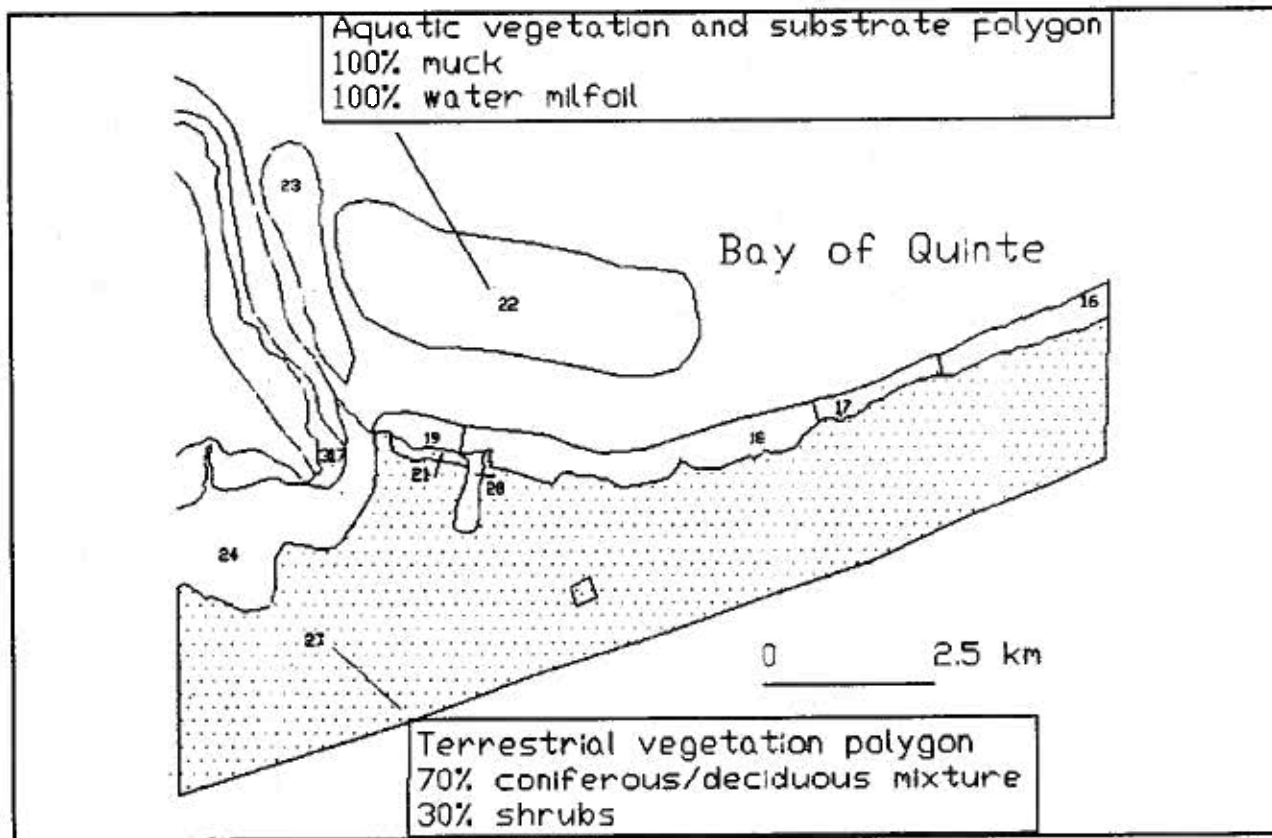 Aquatic vegetation and substrate polygon
100% muck
100% water milfoil
23
Bay of Quinte
22
16
17
19
18
21
20
24
27
0 2.5 km
Terrestrial vegetation polygon
70% coniferous/deciduous mixture
30% shrubs